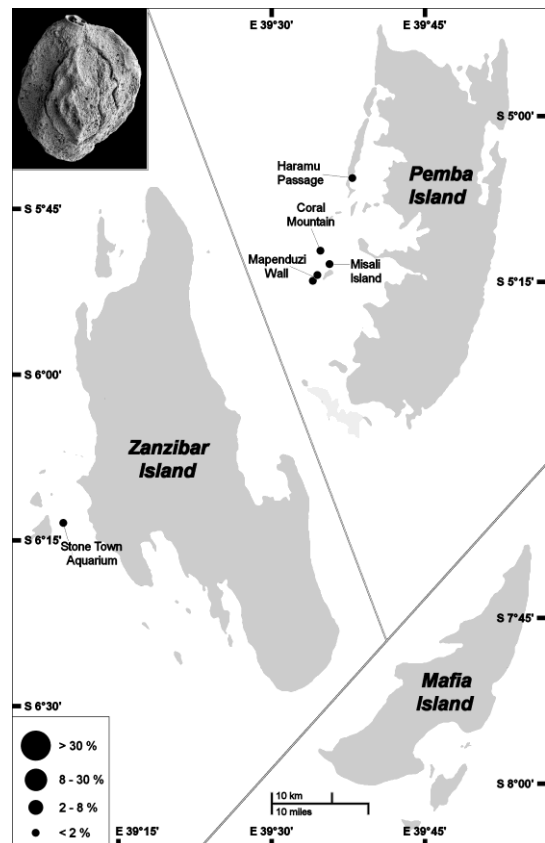 E 39°30'
E 39°45'
S 5°00'
Haramu
Passage
Pemba
Island
S 5°45'
Coral
Mountain
Mapenduzi
Wall
Misali
Island
S 5°15'
S 6°00'
Zanzibar
Island
S 6°15'
Stone Town
Aquarium
S 7°45'
Mafia
Island
S 6°30'
> 30 %
8 - 30 %
2 - 8 %
< 2 %
S 8°00'
10 km
10 miles
E 39°15'
E 39°30'
E 39°45'